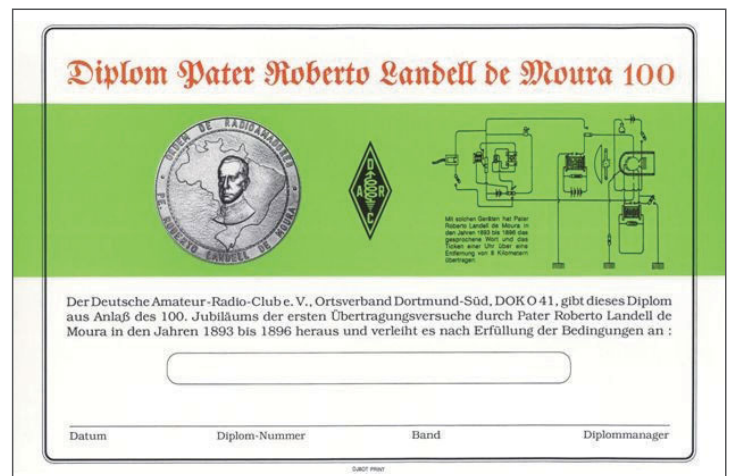 Diplom Pater Roberto Landell de Moura 100
ORDEM DE RADIOAMADORES
PE. ROBERTO LANDELL DE MOURA
D
A R
C
Mit solchen Geräten hat Pater
Roberto Landell de Moura in
den Jahren 1893 bis 1896 das
gesprochene Wort und das
Ticken einer Uhr über eine
Entfernung von 8 Kilometern
übertragen.
Der Deutsche Amateur-Radio-Club e. V., Ortsverband Dortmund-Süd, DOK O 41, gibt dieses Diplom
aus Anlaß des 100. Jubiläums der ersten Übertragungsversuche durch Pater Roberto Landell de
Moura in den Jahren 1893 bis 1896 heraus und verleiht es nach Erfüllung der Bedingungen an :
Datum Diplom-Nummer Band Diplommanager